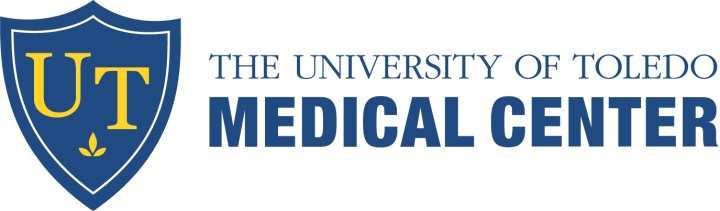 UT
THE UNIVERSITY OF TOLEDO
MEDICAL CENTER